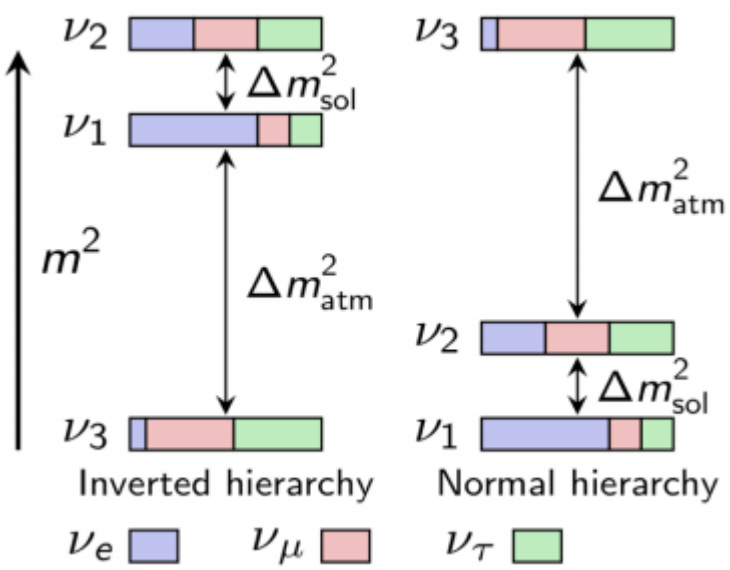 ν₂
Δm²sol
ν₁
m²
Δm²atm
ν₃
Inverted hierarchy
ν₃
Δm²atm
ν₂
Δm²sol
ν₁
Normal hierarchy
νₑ νμ ντ